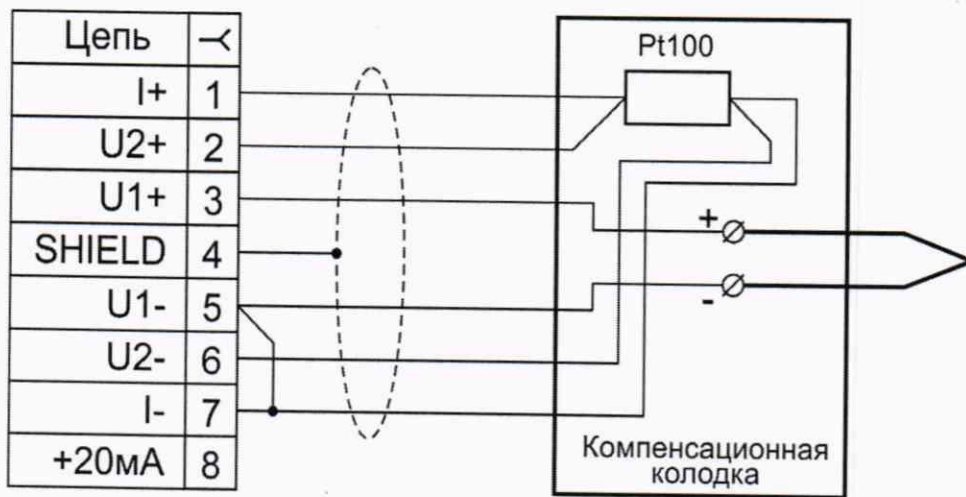 Цепь
I+ 1
U2+ 2
U1+ 3
SHIELD 4
U1- 5
U2- 6
I- 7
+20мА 8
Pt100
+
-
Компенсационная
колодка